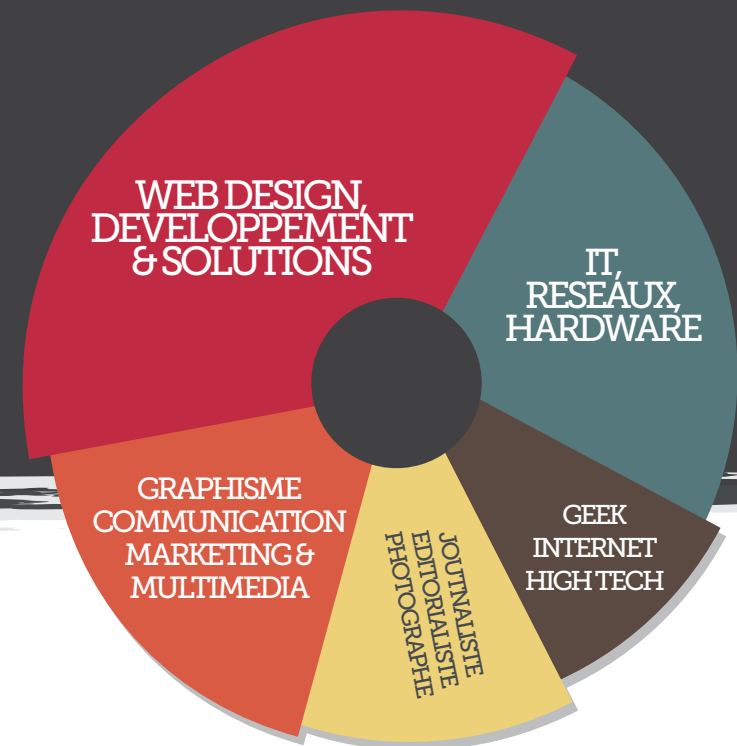 WEB DESIGN,
DEVELOPPEMENT
& SOLUTIONS
IT,
RESEAUX,
HARDWARE
GRAPHISME
COMMUNICATION
MARKETING &
MULTIMEDIA
JOUTNALISTE
EDITORIALISTE
PHOTOGRAPHE
GEEK
INTERNET
HIGH TECH